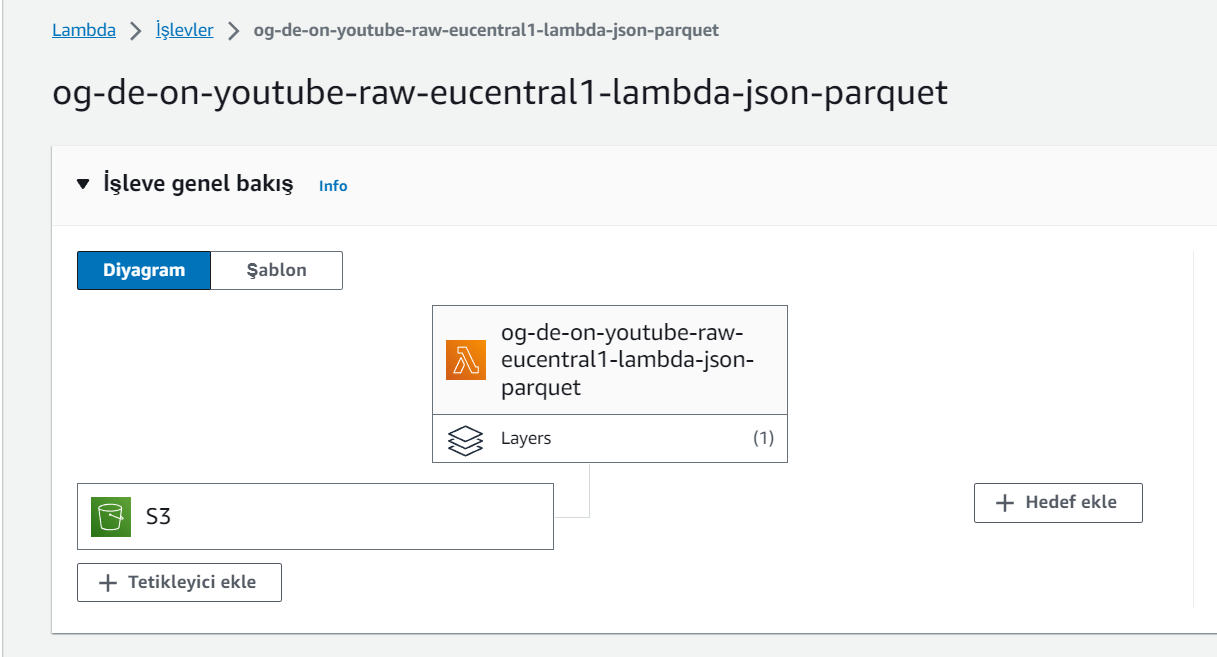 Lambda > İşlevler > og-de-on-youtube-raw-eucentral1-lambda-json-parquet
og-de-on-youtube-raw-eucentral1-lambda-json-parquet
▼ İşleve genel bakış Info
Diyagram Şablon
og-de-on-youtube-raw-
eucentral1-lambda-json-
parquet
Layers (1)
S3
+ Hedef ekle
+ Tetikleyici ekle